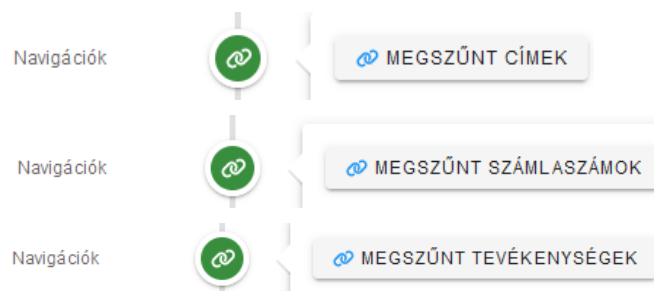 Navigációk
MEGSZŰNT CÍMEK
Navigációk
MEGSZŰNT SZÁMLASZÁMOK
Navigációk
MEGSZŰNT TEVÉKENYSÉGEK